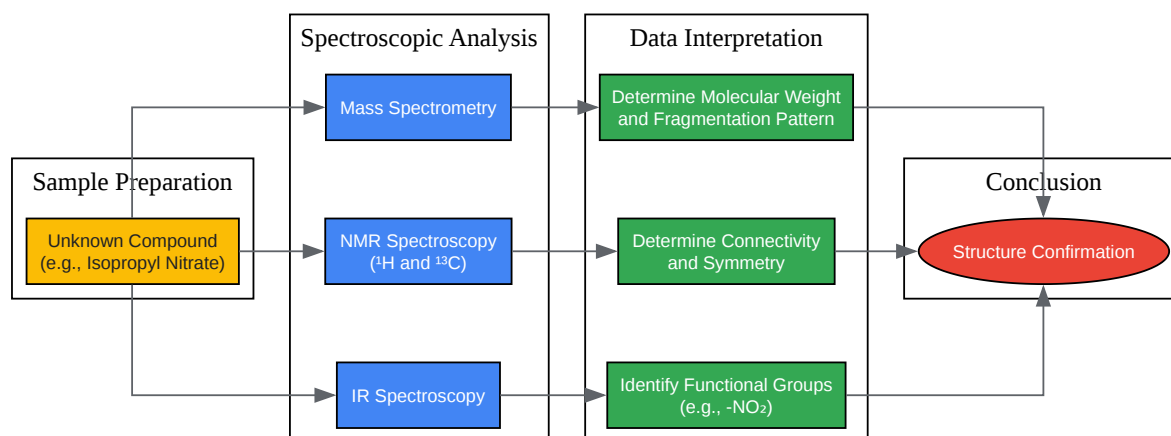 Spectroscopic Analysis
Data Interpretation
Mass Spectrometry
Determine Molecular Weight
and Fragmentation Pattern
Sample Preparation
Conclusion
Unknown Compound
(e.g., Isopropyl Nitrate)
NMR Spectroscopy
(¹H and ¹³C)
Determine Connectivity
and Symmetry
Structure Confirmation
IR Spectroscopy
Identify Functional Groups
(e.g., -NO₂)